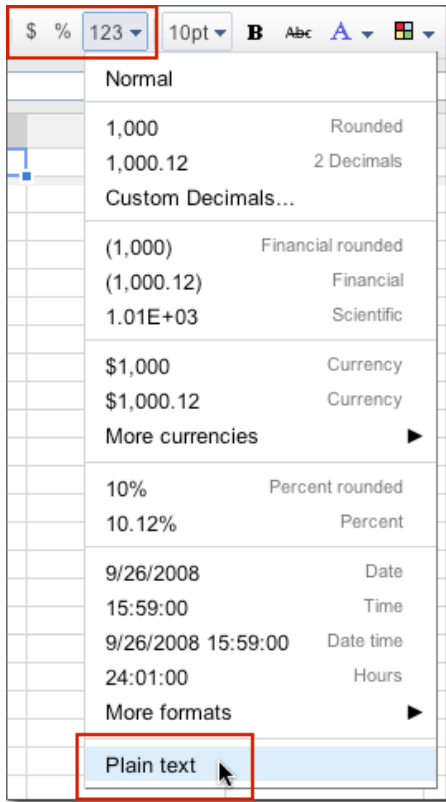 $ % 123 10pt B Abc A
Normal
1,000 Rounded
1,000.12 2 Decimals
Custom Decimals...
(1,000) Financial rounded
(1,000.12) Financial
1.01E+03 Scientific
$1,000 Currency
$1,000.12 Currency
More currencies
10% Percent rounded
10.12% Percent
9/26/2008 Date
15:59:00 Time
9/26/2008 15:59:00 Date time
24:01:00 Hours
More formats
Plain text